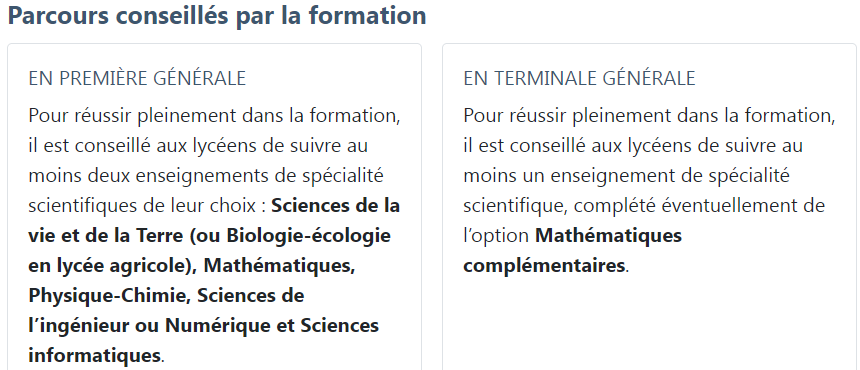 Parcours conseillés par la formation
EN PREMIÈRE GÉNÉRALE
Pour réussir pleinement dans la formation,
il est conseillé aux lycéens de suivre au
moins deux enseignements de spécialité
scientifiques de leur choix : Sciences de la
vie et de la Terre (ou Biologie-écologie
en lycée agricole), Mathématiques,
Physique-Chimie, Sciences de
l’ingénieur ou Numérique et Sciences
informatiques.
EN TERMINALE GÉNÉRALE
Pour réussir pleinement dans la formation,
il est conseillé aux lycéens de suivre au
moins un enseignement de spécialité
scientifique, complété éventuellement de
l’option Mathématiques
complémentaires.